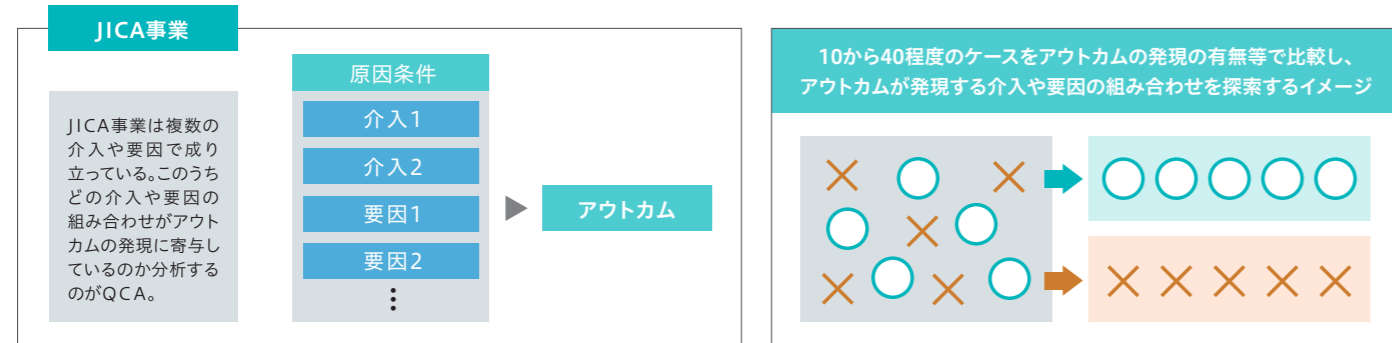 JICA事業
JICA事業は複数の
介入や要因で成り
立っている。このうち
どの介入や要因の
組み合わせがアウト
カムの発現に寄与し
ているのか分析する
のがQCA。
原因条件
介入1
介入2
要因1
要因2
⋮
アウトカム
10から40程度のケースをアウトカムの発現の有無等で比較し、
アウトカムが発現する介入や要因の組み合わせを探索するイメージ